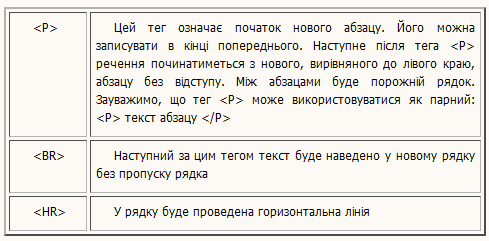 <P>
Цей тег означає початок нового абзацу. Його можна
записувати в кінці попереднього. Наступне після тега <P>
речення починатиметься з нового, вирівняного до лівого краю,
абзацу без відступу. Між абзацами буде порожній рядок.
Зауважимо, що тег <P> може використовуватися як парний:
<P> текст абзацу </P>
<BR>
Наступний за цим тегом текст буде наведено у новому рядку
без пропуску рядка
<HR>
У рядку буде проведена горизонтальна лінія